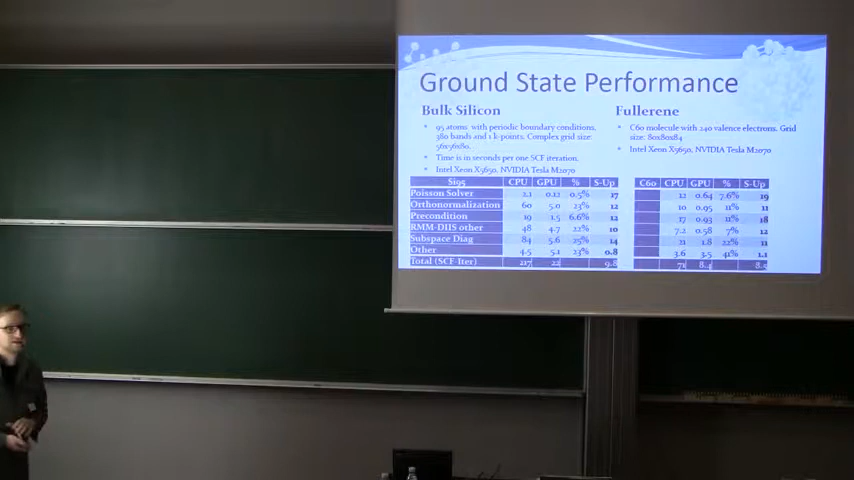 Ground State Performance
Bulk Silicon
• 95 atoms with periodic boundary conditions.
380 bands and 1 k-points. Complex grid size:
56x56x80.
• Time is in seconds per one SCF iteration.
• Intel Xeon X5650, NVIDIA Tesla M2070
Si95 CPU GPU % S-Up
Poisson Solver 2.1 0.12 0.5% 17
Orthonormalization 60 5.0 23% 12
Precondition 19 1.5 6.6% 12
RMM-DIIS other 48 4.7 22% 10
Subspace Diag 84 5.6 25% 14
Other 4.5 5.1 23% 0.8
Total (SCF-Iter) 217 22 9.8
Fullerene
• C60 molecule with 240 valence electrons. Grid
size: 80x80x84
• Intel Xeon X5650, NVIDIA Tesla M2070
C60 CPU GPU % S-Up
12 0.64 7.6% 19
10 0.95 11% 11
17 0.93 11% 18
7.2 0.58 7% 12
21 1.8 22% 11
3.6 3.5 41% 1.1
71 8.4 8.5